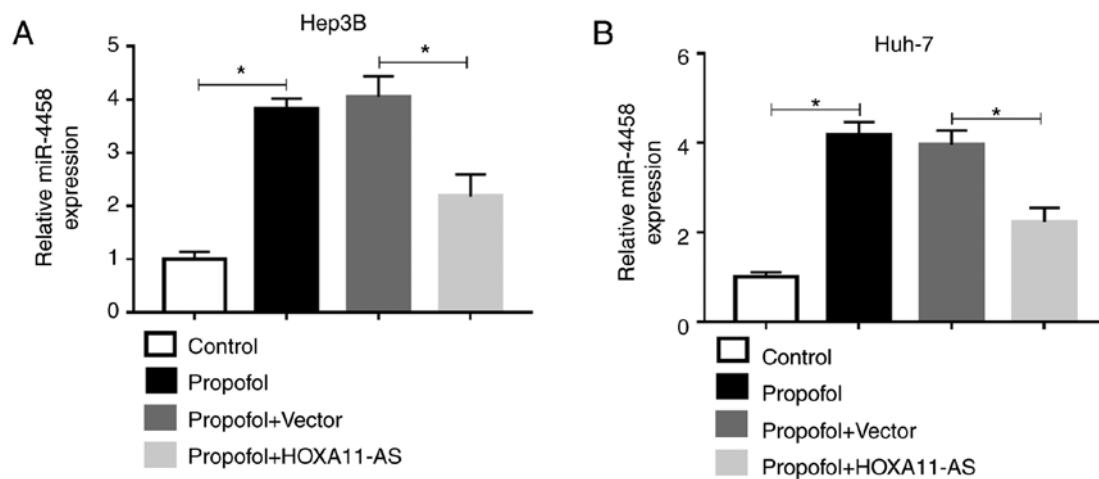 A
Hep3B
Relative miR-4458
expression
5
4
3
2
1
0
*
*
Control
Propofol
Propofol+Vector
Propofol+HOXA11-AS
B
Huh-7
Relative miR-4458
expression
6
4
2
0
*
*
Control
Propofol
Propofol+Vector
Propofol+HOXA11-AS